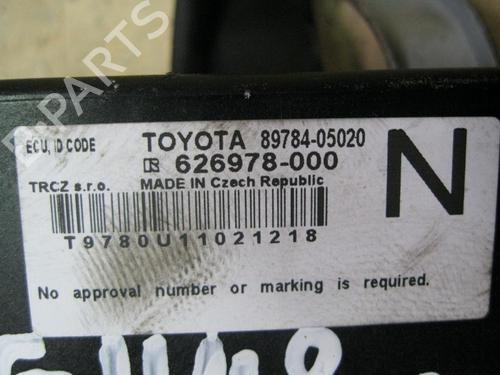 B-PARTS
ECU, ID CODE TOYOTA 89784-05020
626978-000 N
TRCZ s.r.o. MADE IN Czech Republic
T9780U11021218
No approval number or marking is required.